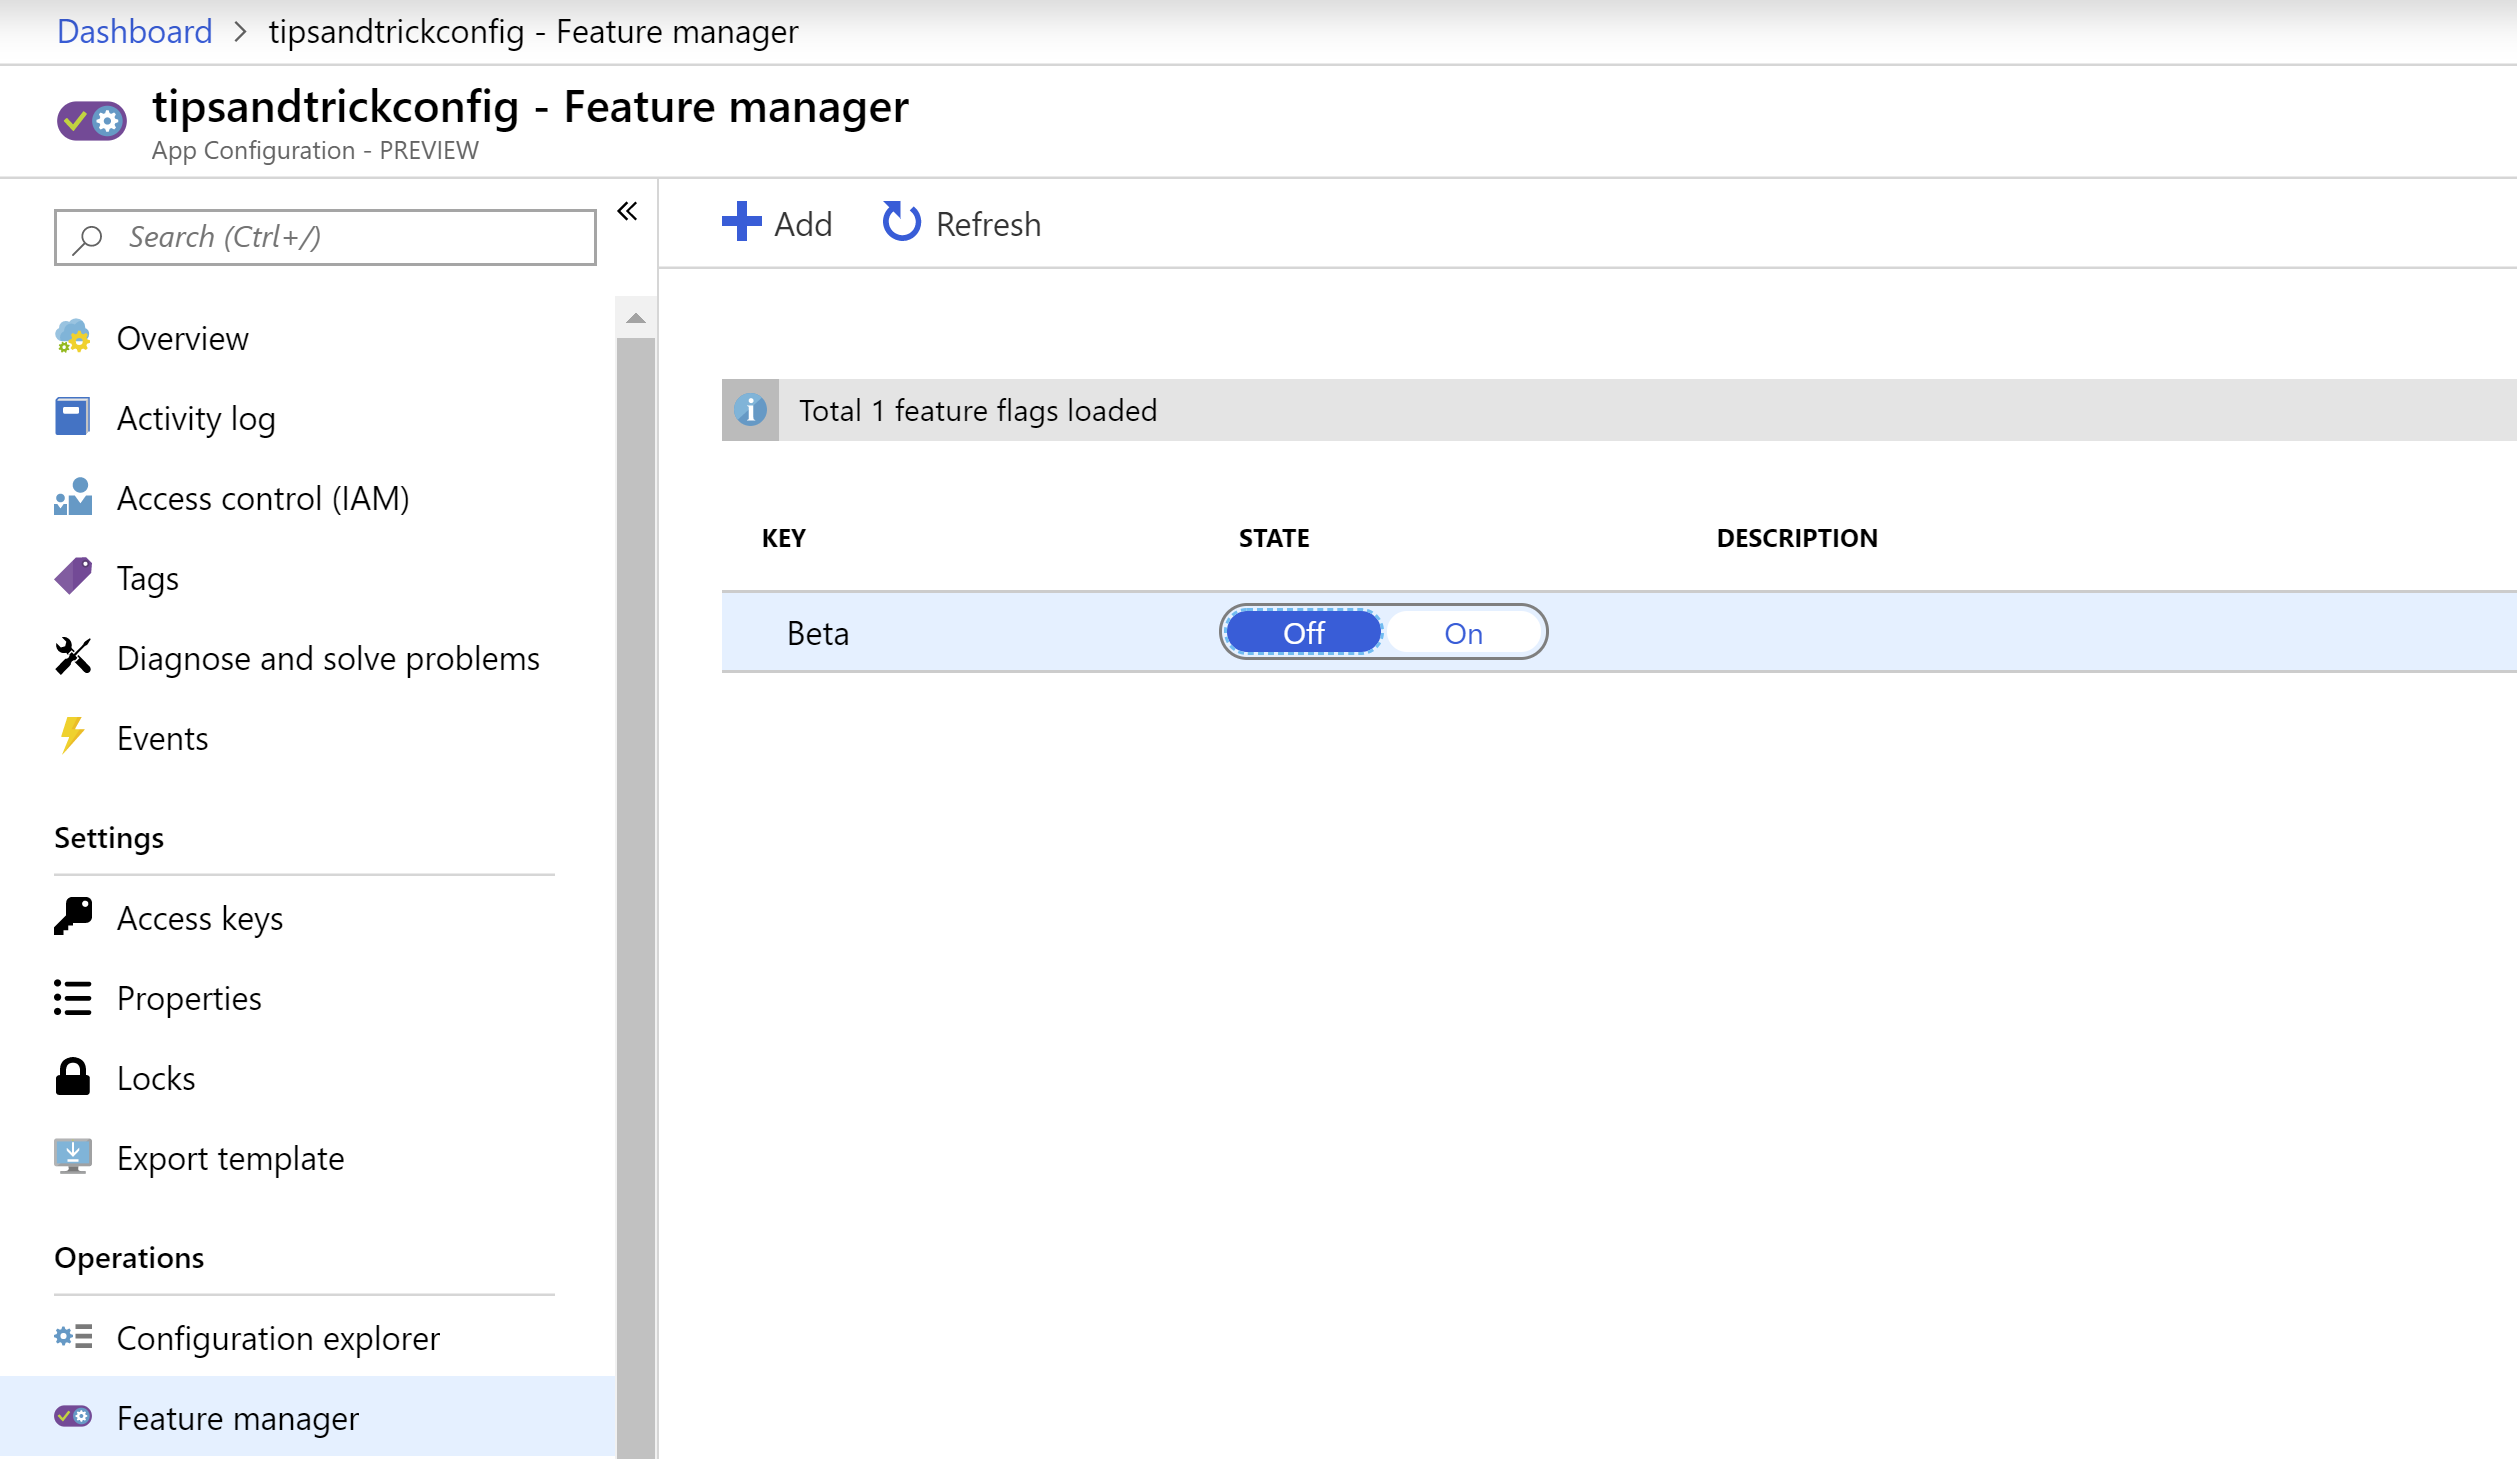 Dashboard > tipsandtrickconfig - Feature manager
tipsandtrickconfig - Feature manager
App Configuration - PREVIEW
Search (Ctrl+/)
«
Overview
Activity log
Access control (IAM)
Tags
Diagnose and solve problems
Events
Settings
Access keys
Properties
Locks
Export template
Operations
Configuration explorer
Feature manager
Add Refresh
Total 1 feature flags loaded
KEY STATE DESCRIPTION
Beta Off On